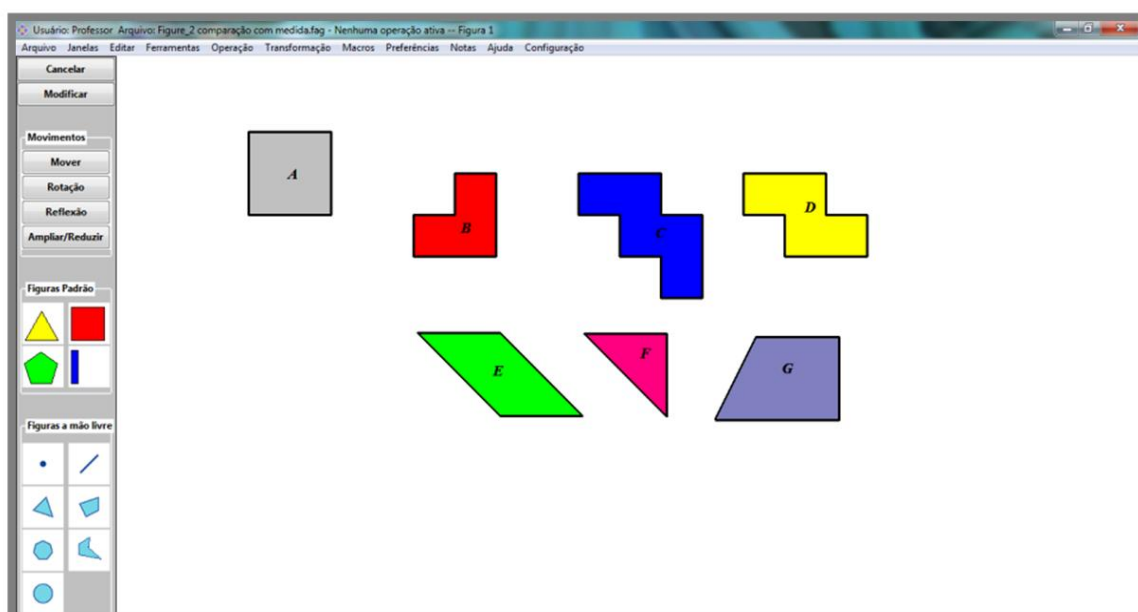 Usuário: Professor Arquivo: Figure_2 comparação com medida.fag - Nenhuma operação ativa -- Figura 1
Arquivo Janelas Editar Ferramentas Operação Transformação Macros Preferências Notas Ajuda Configuração
Cancelar
Modificar
Movimentos
Mover
Rotação
Reflexão
Ampliar/Reduzir
Figuras Padrão
Figuras a mão livre
A
B
C
D
E
F
G